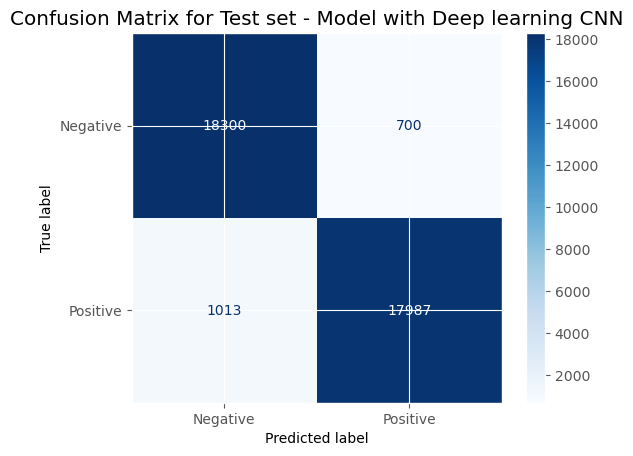 Confusion Matrix for Test set - Model with Deep learning CNN
True label
Negative
18300
700
Positive
1013
17987
Negative
Positive
Predicted label
18000
16000
14000
12000
10000
8000
6000
4000
2000